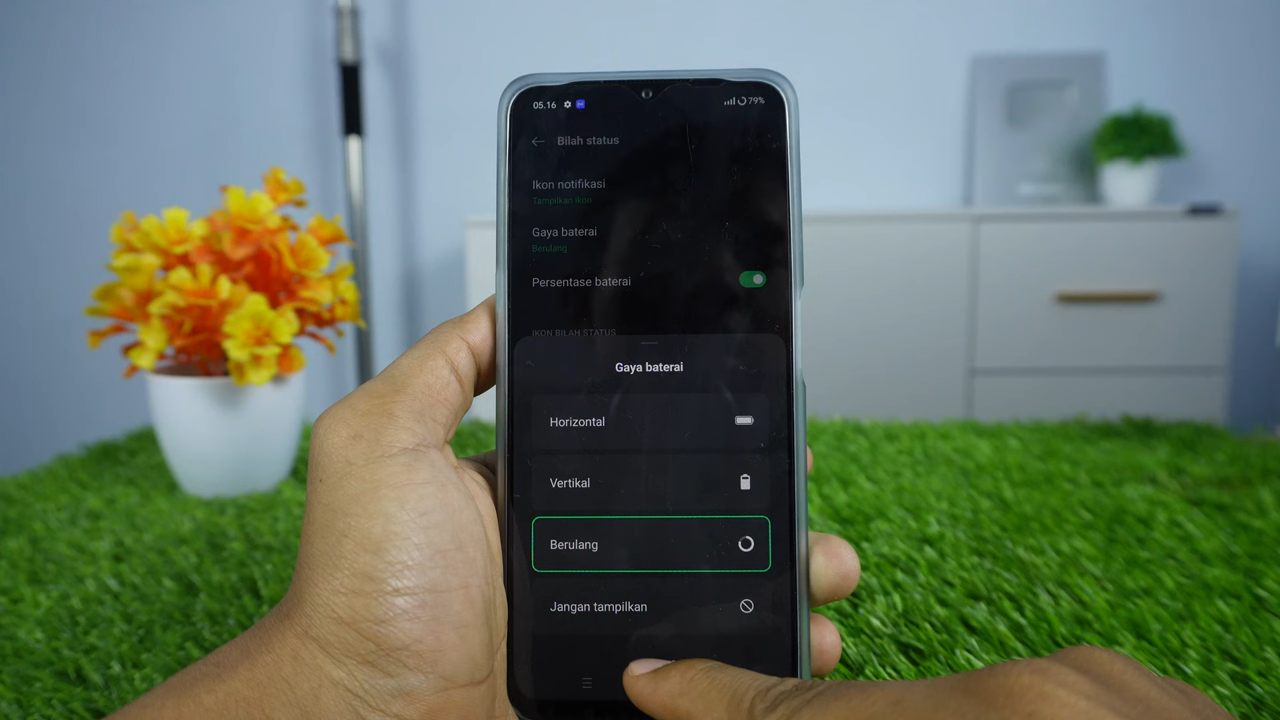 05.16
79%
Bilah status
Ikon notifikasi
Tampilkan ikon
Gaya baterai
Berulang
Persentase baterai
IKON BILAH STATUS
Gaya baterai
Horizontal
Vertikal
Berulang
Jangan tampilkan